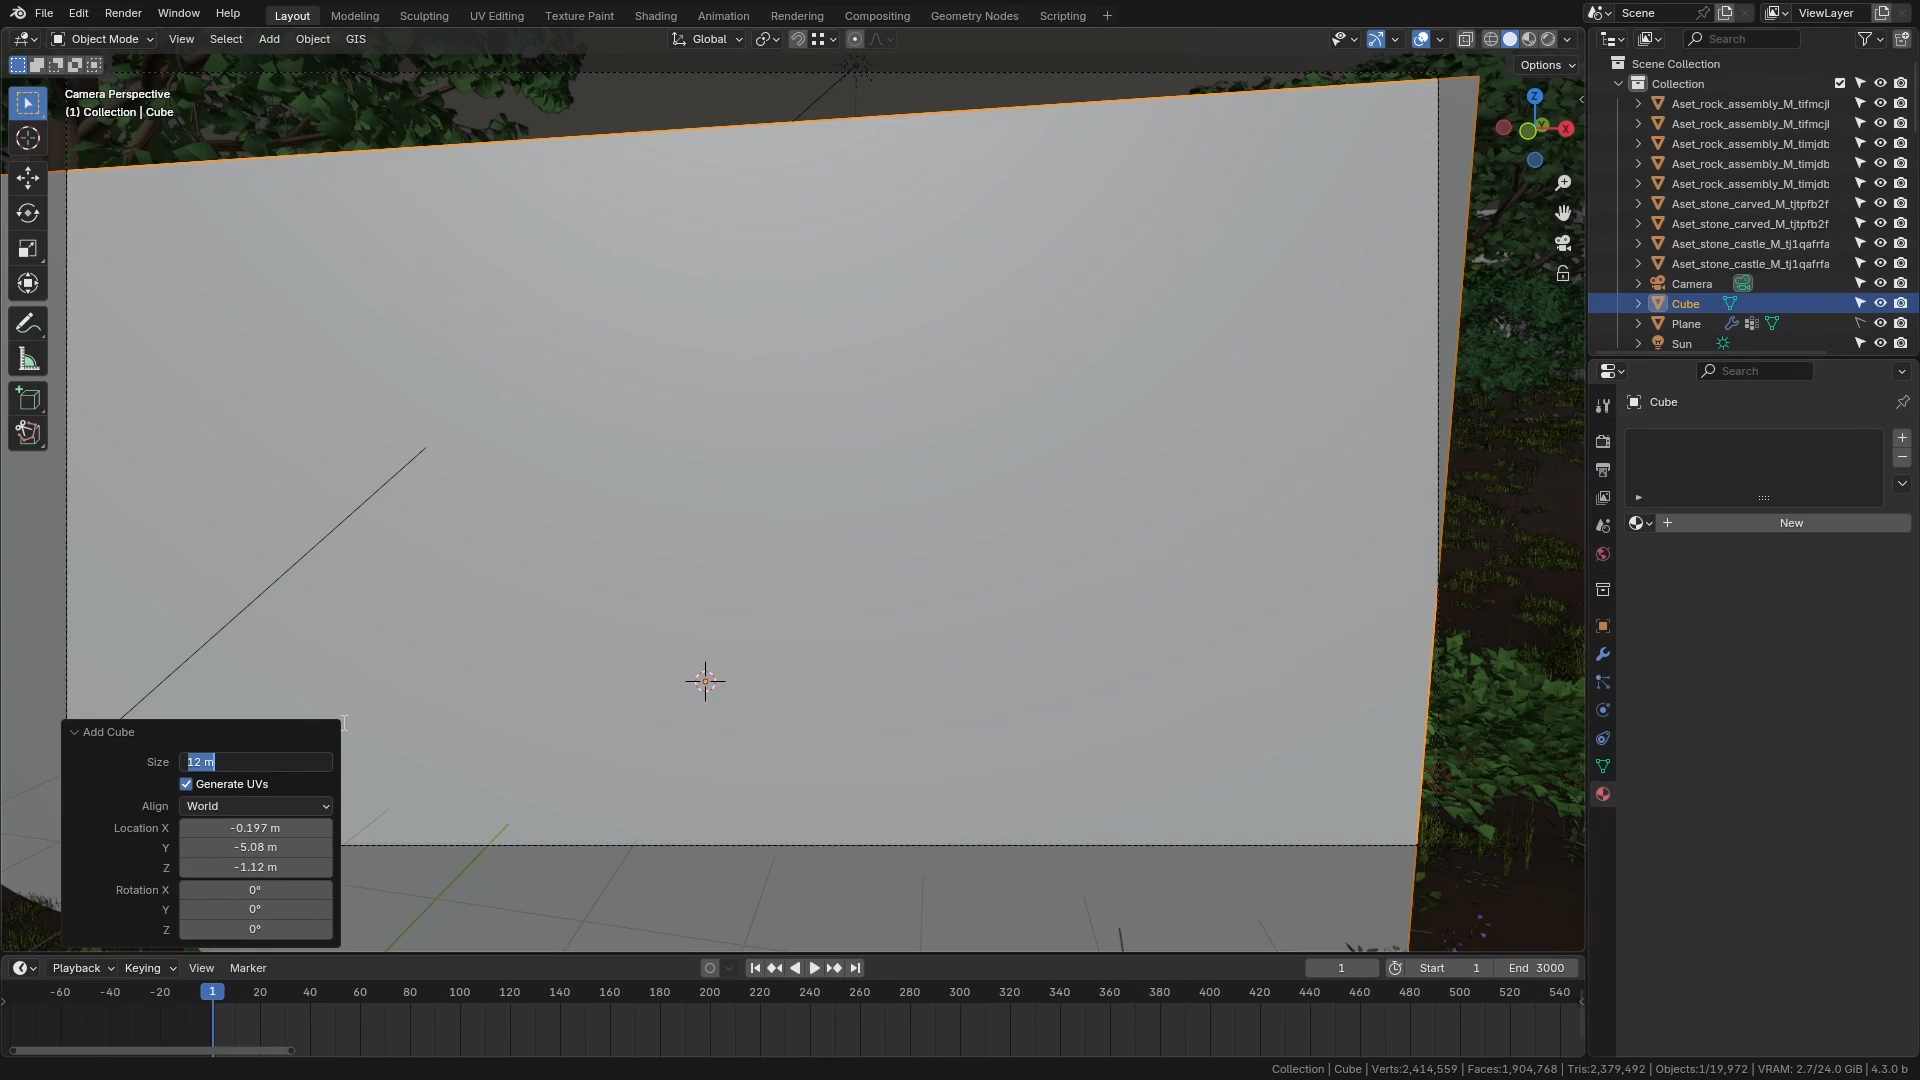 File Edit Render Window Help Layout Modeling Sculpting UV Editing Texture Paint Shading Animation Rendering Compositing Geometry Nodes Scripting + Scene ViewLayer
Object Mode View Select Add Object GIS Global Search
Options
Camera Perspective
(1) Collection | Cube
Z
Y
X
Scene Collection
Collection
Aset_rock_assembly_M_tifmcjl
Aset_rock_assembly_M_tifmcjl
Aset_rock_assembly_M_timjdb
Aset_rock_assembly_M_timjdb
Aset_rock_assembly_M_timjdb
Aset_stone_carved_M_tjtpfb2f
Aset_stone_carved_M_tjtpfb2f
Aset_stone_castle_M_tj1qafrfa
Aset_stone_castle_M_tj1qafrfa
Camera
Cube
Plane
Sun
Search
Cube
+ New
Add Cube
Size 12 m
Generate UVs
Align World
Location X -0.197 m
Y -5.08 m
Z -1.12 m
Rotation X 0°
Y 0°
Z 0°
Playback Keying View Marker 1 Start 1 End 3000
-60 -40 -20 1 20 40 60 80 100 120 140 160 180 200 220 240 260 280 300 320 340 360 380 400 420 440 460 480 500 520 540
Collection | Cube | Verts:2,414,559 | Faces:1,904,768 | Tris:2,379,492 | Objects:1/19,972 | VRAM: 2.7/24.0 GiB | 4.3.0 b